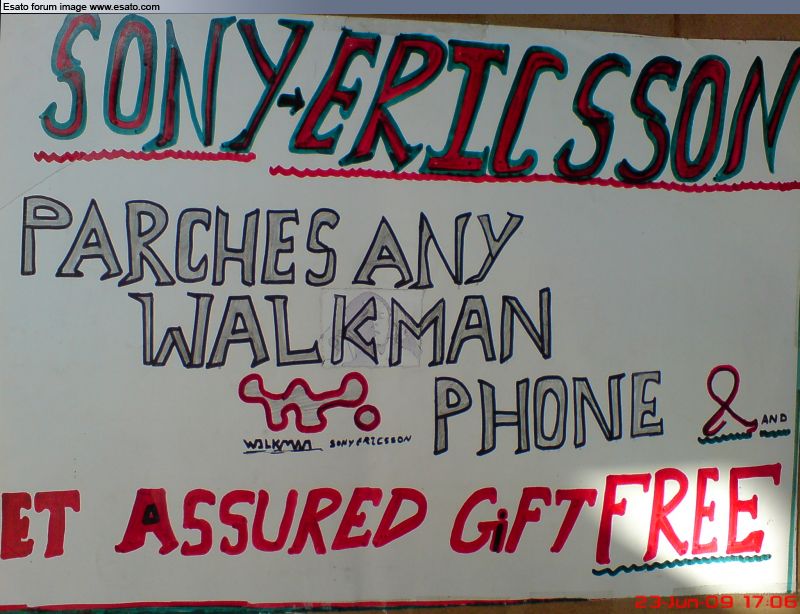 Esato forum image www.esato.com
SONY→ERICSSON
PARCHES ANY
WALKMAN
PHONE & AND
WALKMAN SONYERICSSON
ET ASSURED GiFT FREE
23-Jun-09 17:06